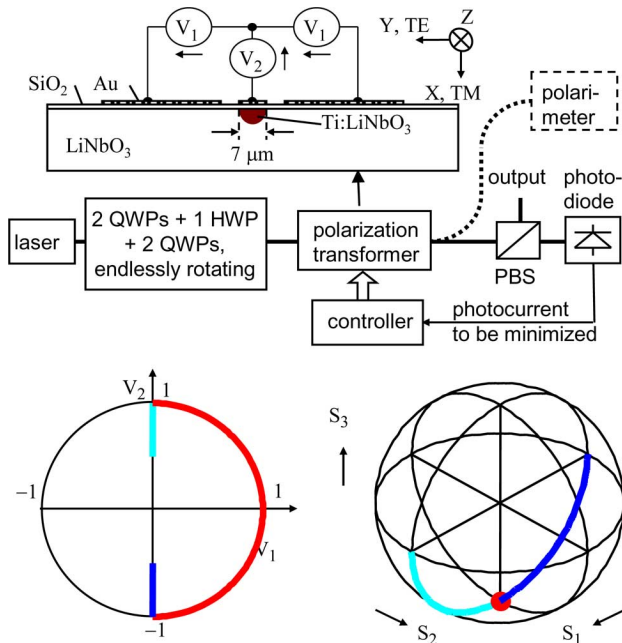 V₁
V₁
V₂
Y, TE
Z
X, TM
SiO₂
Au
Ti:LiNbO₃
LiNbO₃
7 μm
polari-
meter
output
photo-
diode
laser
2 QWPs + 1 HWP
+ 2 QWPs,
endlessly rotating
polarization
transformer
PBS
controller
photocurrent
to be minimized
V₂
1
−1
1
V₁
−1
S₃
S₂
S₁